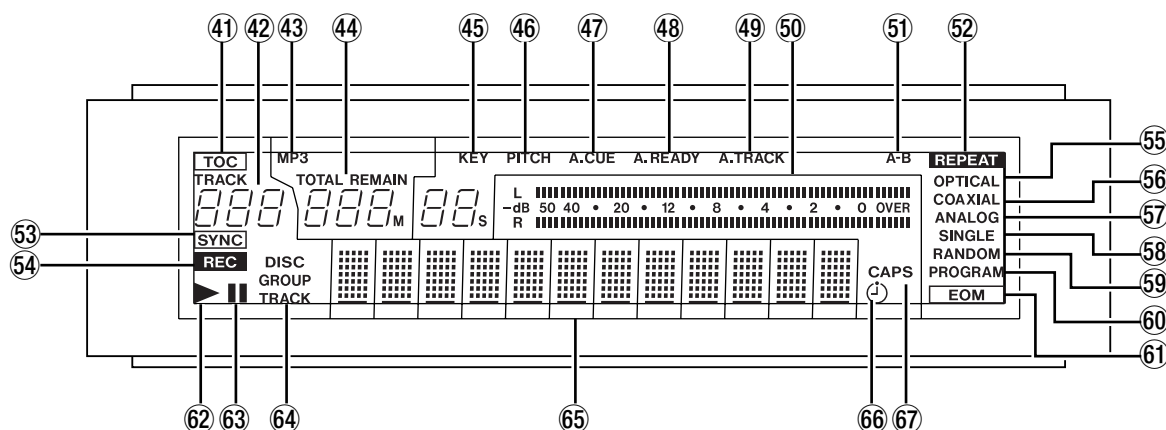 ㊶ ㊷ ㊸ ㊹ ㊺ ㊻ ㊼ ㊽ ㊾ ㊿ 51 52
TOC MP3 KEY PITCH A.CUE A.READY A.TRACK A-B REPEAT
TRACK TOTAL REMAIN
888 888M 88S
L
-dB 50 40 • 20 • 12 • 8 • 4 • 2 • 0 OVER
R
OPTICAL 55
COAXIAL 56
ANALOG 57
SINGLE 58
RANDOM 59
PROGRAM 60
EOM 61
53 SYNC
54 REC
DISC
GROUP
TRACK
CAPS
62 63 64 65 66 67